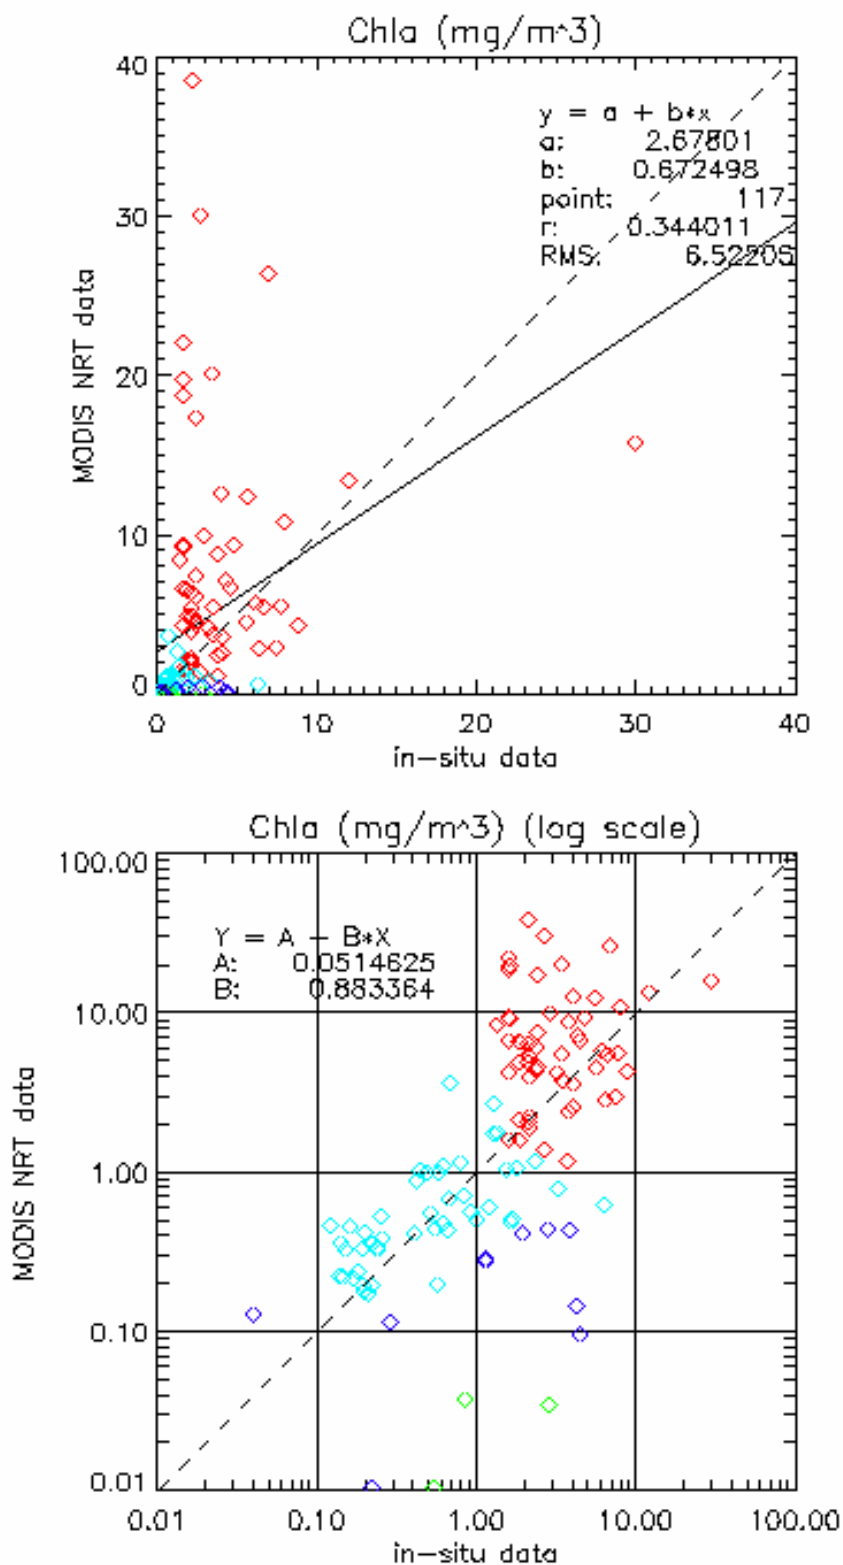 Chla (mg/m^3)
40
30
20
10
0
MODIS NRT data
y = a + b*x
a: 2.67801
b: 0.672498
point: 117
r: 0.344011
RMS: 6.52206
0 10 20 30 40
in-situ data
Chla (mg/m^3) (log scale)
100.00
10.00
1.00
0.10
0.01
MODIS NRT data
Y = A + B*X
A: 0.0514625
B: 0.883364
0.01 0.10 1.00 10.00 100.00
in-situ data